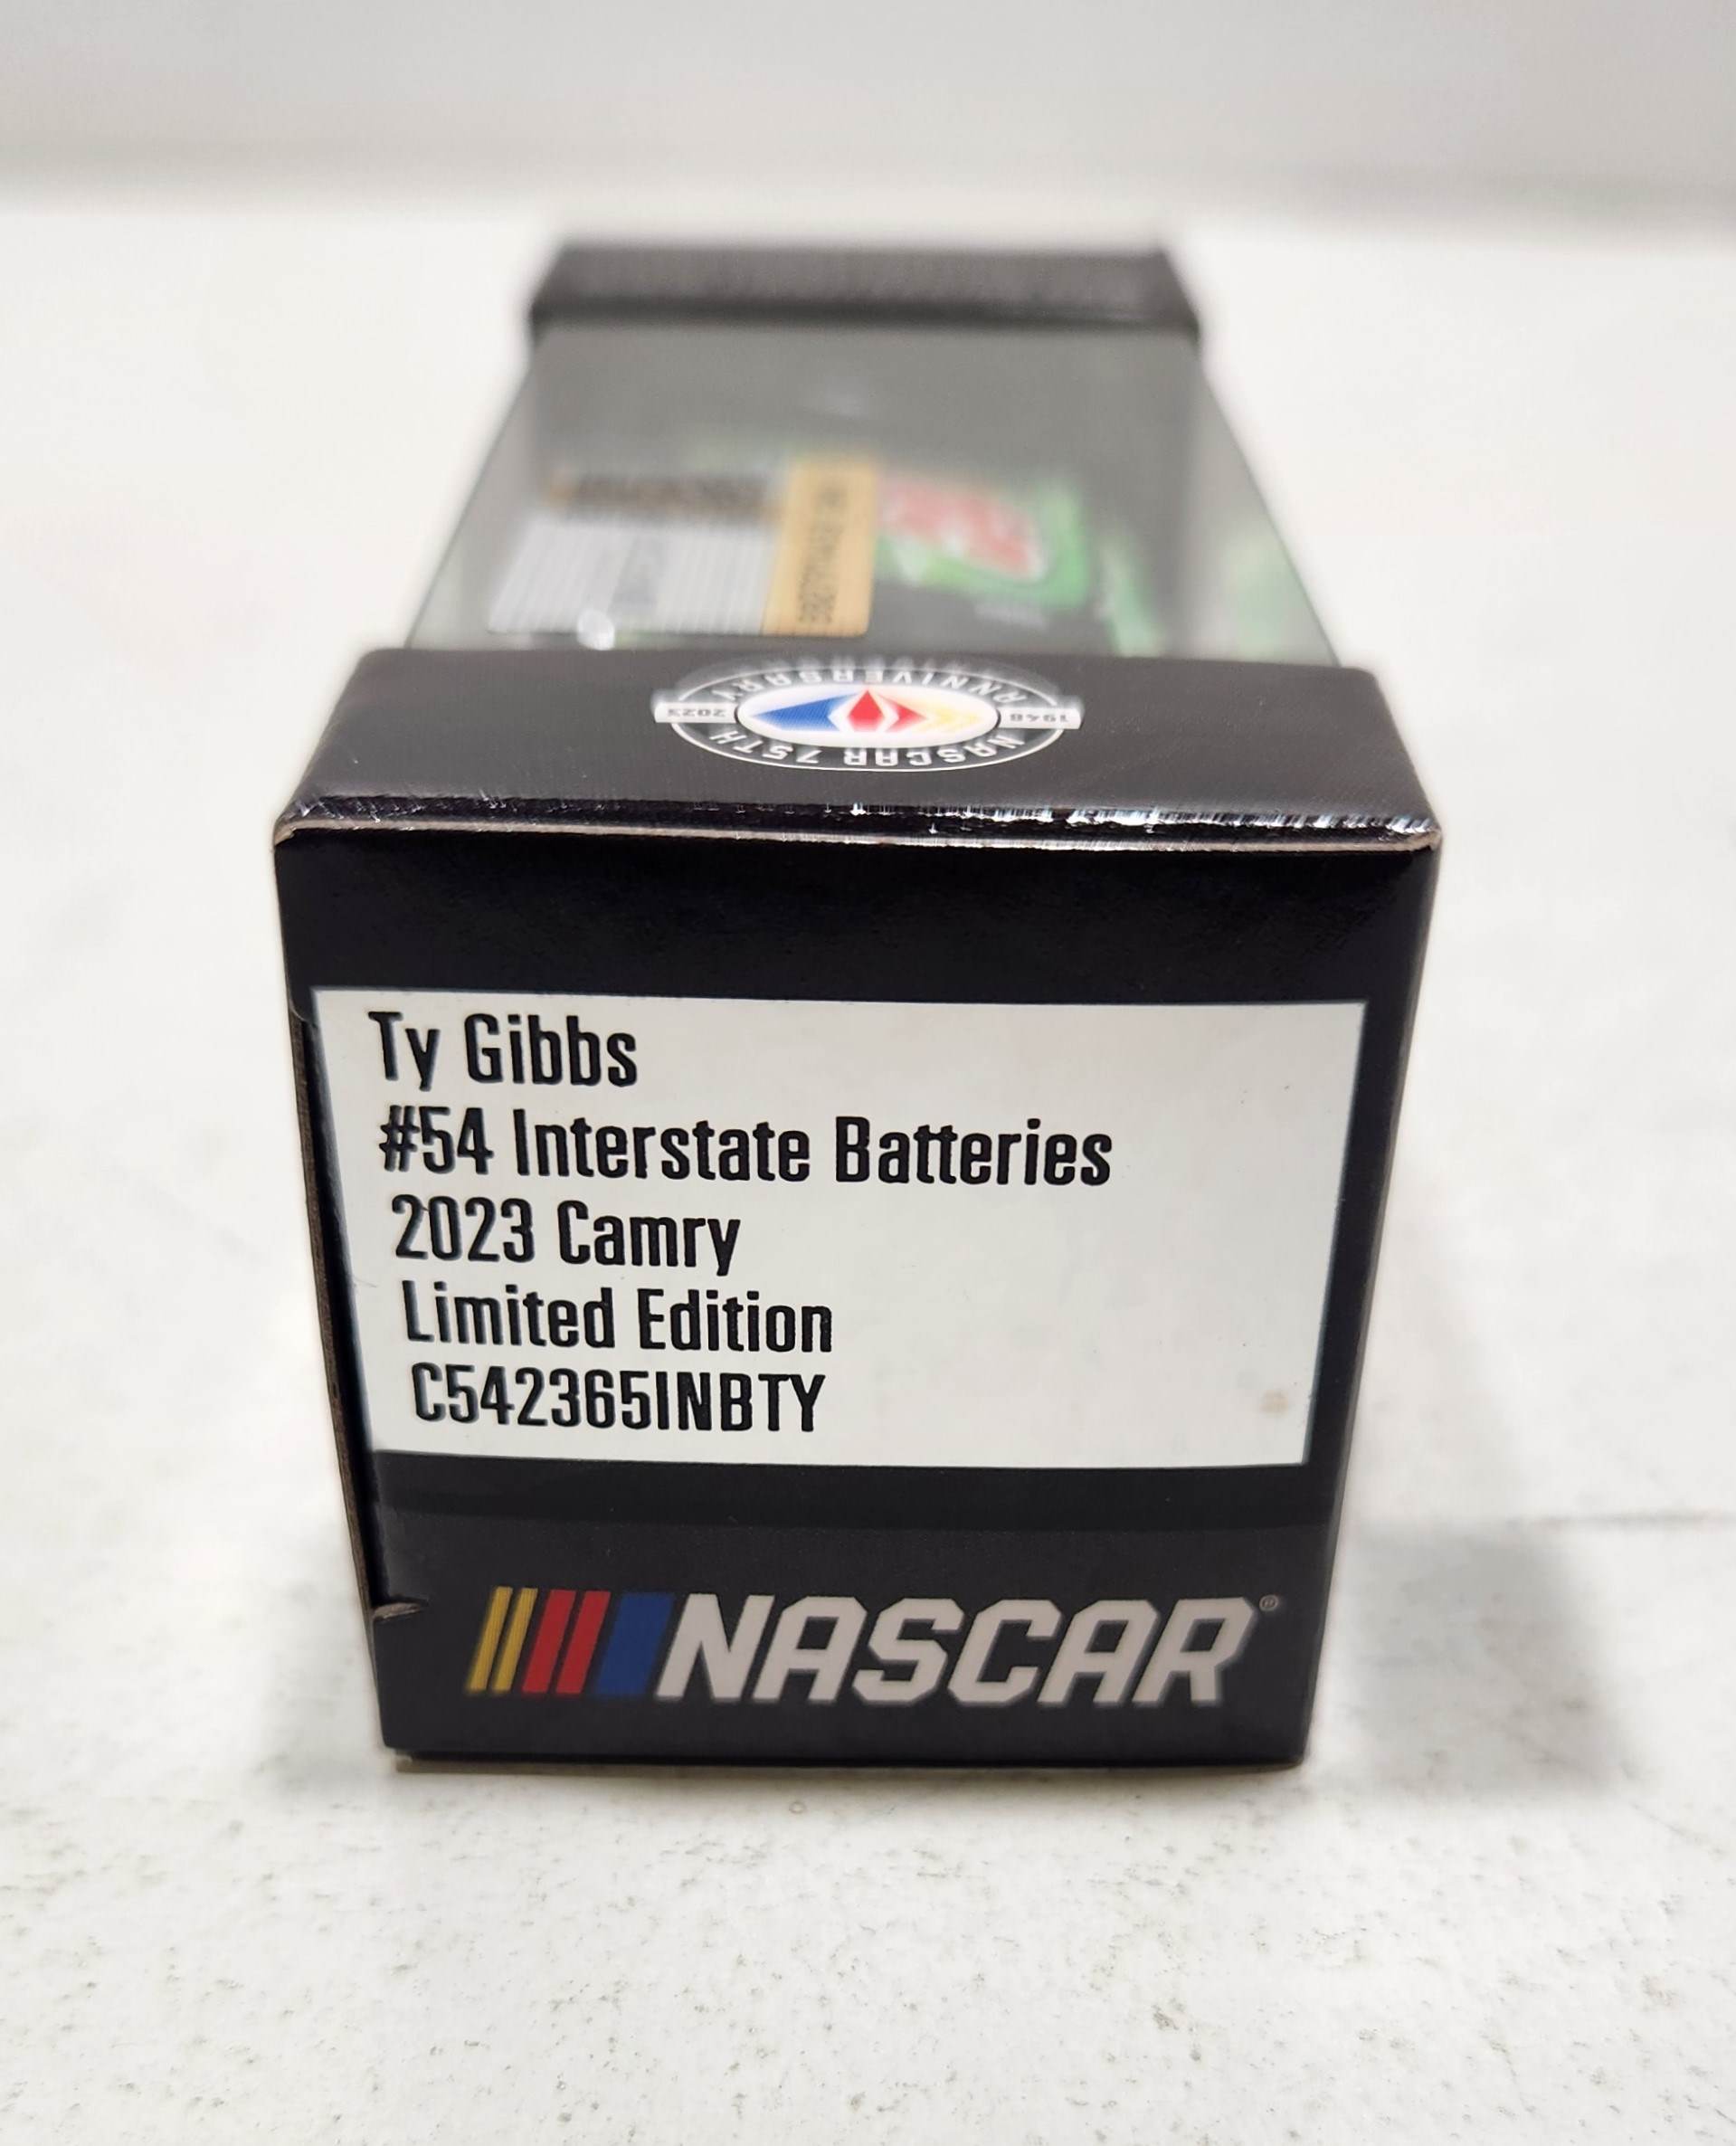 NASCAR 75TH
ANNIVERSARY
1948 2023
Ty Gibbs
#54 Interstate Batteries
2023 Camry
Limited Edition
C542365INBTY
NASCAR®